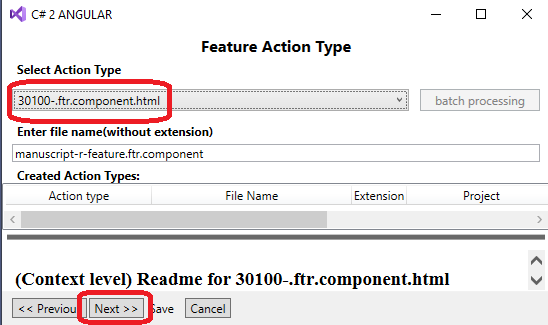 C# 2 ANGULAR
Feature Action Type
Select Action Type
30100-.ftr.component.html
batch processing
Enter file name(without extension)
manuscript-r-feature.ftr.component
Created Action Types:
Action type File Name Extension Project
(Context level) Readme for 30100-.ftr.component.html
<< Previou Next >> Save Cancel